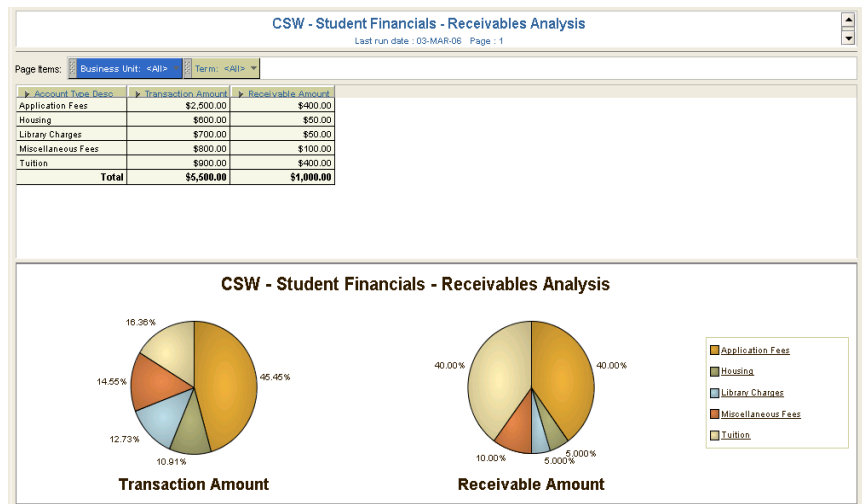 CSW - Student Financials - Receivables Analysis
Last run date : 03-MAR-06 Page : 1
Page Items: Business Unit: <All> Term: <All>
Account Type Desc Transaction Amount Receivable Amount
Application Fees $2,500.00 $400.00
Housing $600.00 $50.00
Library Charges $700.00 $50.00
Miscellaneous Fees $800.00 $100.00
Tuition $900.00 $400.00
Total $5,500.00 $1,000.00
CSW - Student Financials - Receivables Analysis
16.36%
45.45%
14.55%
12.73%
10.91%
Transaction Amount
40.00%
40.00%
10.00%
5.000%
5.000%
Receivable Amount
Application Fees
Housing
Library Charges
Miscellaneous Fees
Tuition